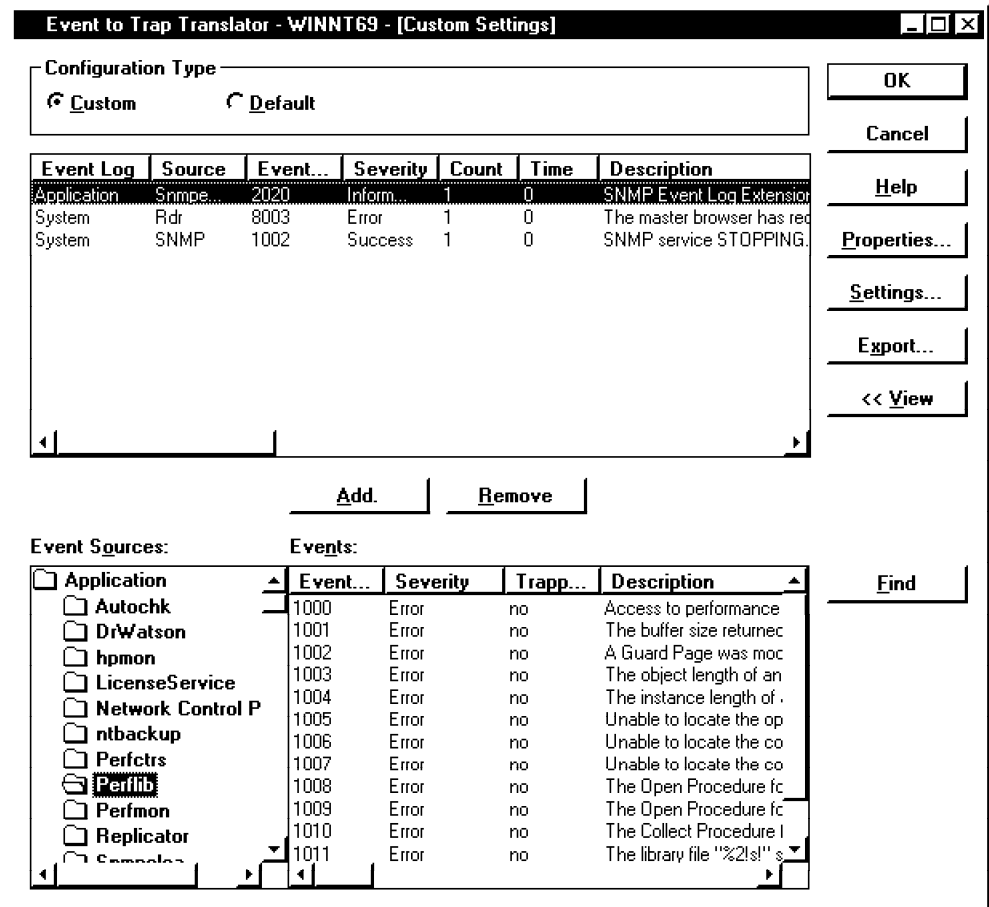 Event to Trap Translator - WINNT69 - [Custom Settings]
Configuration Type
Custom Default
OK
Cancel
Help
Properties...
Settings...
Export...
<< View
Event Log Source Event... Severity Count Time Description
Application Snmpe... 2020 Inform... 1 0 SNMP Event Log Extension
System Rdr 8003 Error 1 0 The master browser has rec
System SNMP 1002 Success 1 0 SNMP service STOPPING.
Add. Remove
Event Sources:
Application
Autochk
DrWatson
hpmon
LicenseService
Network Control P
ntbackup
Perfctrs
Perflib
Perfmon
Replicator
Events:
Event... Severity Trapp... Description
1000 Error no Access to performance
1001 Error no The buffer size returned
1002 Error no A Guard Page was moc
1003 Error no The object length of an
1004 Error no The instance length of
1005 Error no Unable to locate the op
1006 Error no Unable to locate the co
1007 Error no Unable to locate the co
1008 Error no The Open Procedure fo
1009 Error no The Open Procedure fo
1010 Error no The Collect Procedure
1011 Error no The library file "%2!s!" s
Find